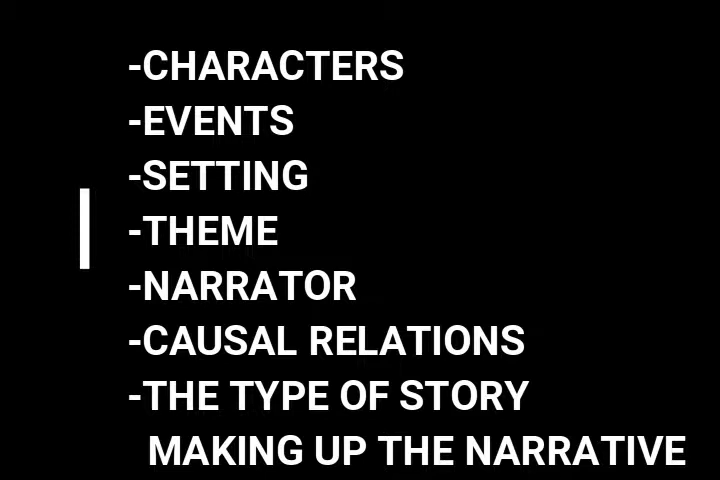 -CHARACTERS
-EVENTS
-SETTING
-THEME
-NARRATOR
-CAUSAL RELATIONS
-THE TYPE OF STORY
MAKING UP THE NARRATIVE